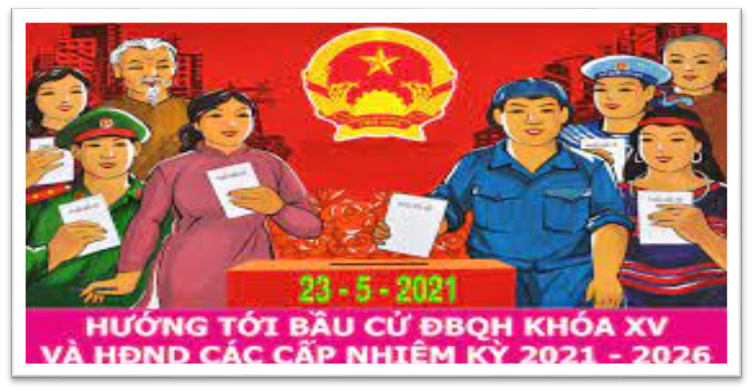 23 - 5 - 2021
HƯỚNG TỚI BẦU CỬ ĐBQH KHÓA XV
VÀ HĐND CÁC CẤP NHIỆM KỲ 2021 - 2026